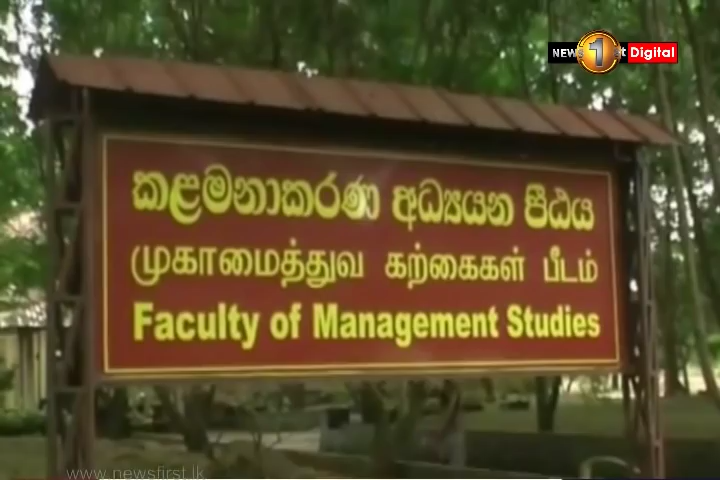 NEWS 1st Digital
කළමනාකරණ අධ්‍යයන පීඨය
முகாமைத்துவ கற்கைகள் பீடம்
Faculty of Management Studies
www.newsfirst.lk